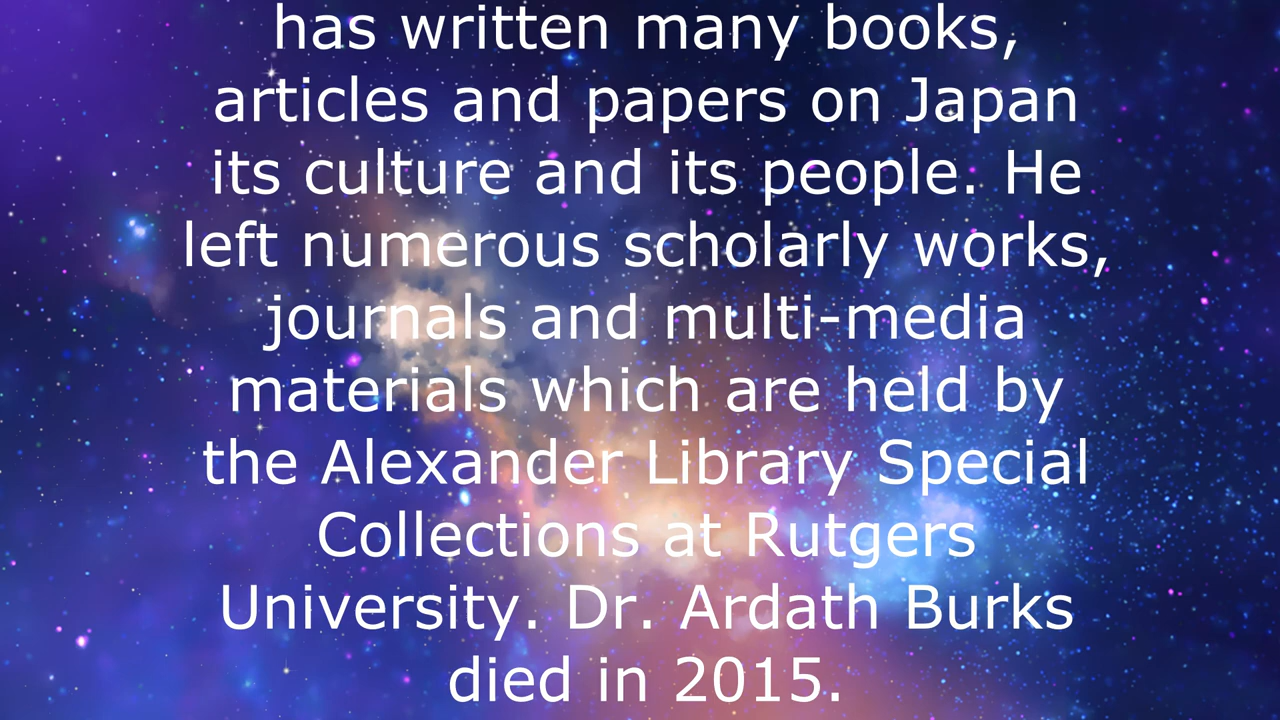 has written many books,
articles and papers on Japan
its culture and its people. He
left numerous scholarly works,
journals and multi-media
materials which are held by
the Alexander Library Special
Collections at Rutgers
University. Dr. Ardath Burks
died in 2015.